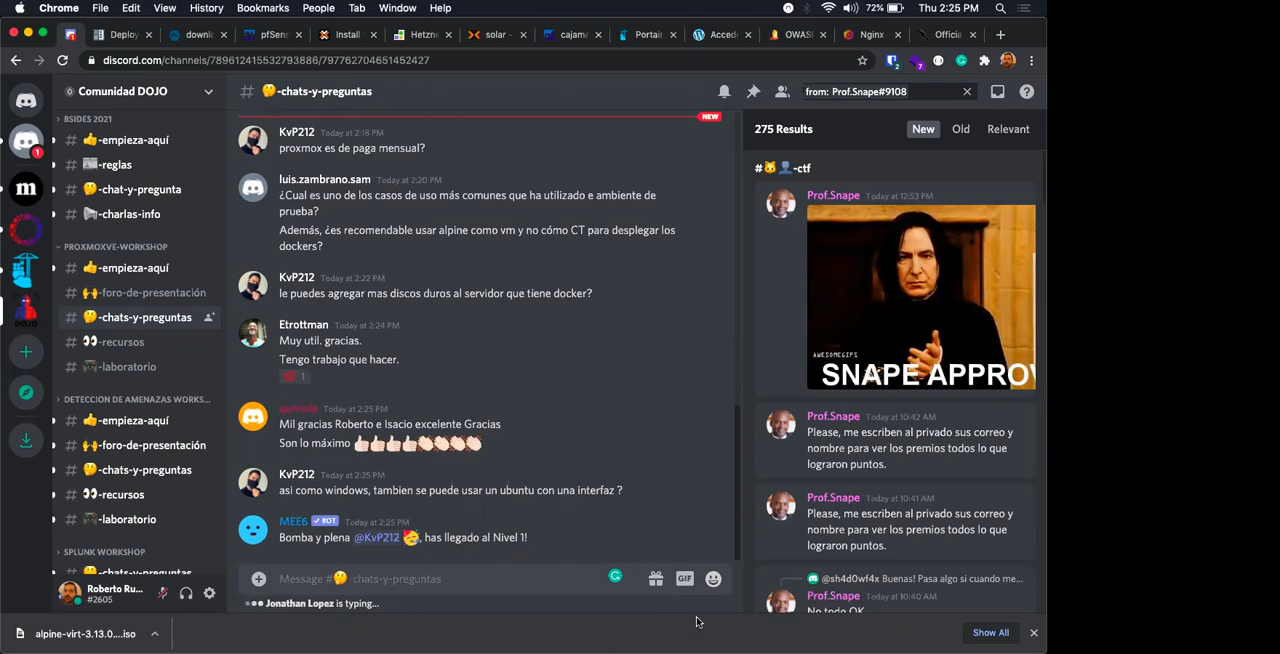 Chrome File Edit View History Bookmarks People Tab Window Help
72% Thu 2:25 PM
Deploy downlo pfSens Install Hetzne solar - cajame Portain Accede OWAS Nginx Officia
discord.com/channels/789612415532793886/797762704651452427
2 7
Comunidad DOJO
# 🤔-chats-y-preguntas
from: Prof.Snape#9108
BSIDES 2021
# 👍-empieza-aquí
# -reglas
# 🤔-chat-y-pregunta
# -charlas-info
PROXMOXVE-WORKSHOP
# 👍-empieza-aquí
# 🙌-foro-de-presentación
# 🤔-chats-y-preguntas
# 👀-recursos
# -laboratorio
DETECCION DE AMENAZAS WORKS...
# 👍-empieza-aquí
# 🙌-foro-de-presentación
# 🤔-chats-y-preguntas
# 👀-recursos
# -laboratorio
SPLUNK WORKSHOP
# 🤔-chats-y-preguntas
1
m
DOJO
Roberto Ru...
#2605
NEW
KvP212 Today at 2:18 PM
proxmox es de paga mensual?
luis.zambrano.sam Today at 2:20 PM
¿Cual es uno de los casos de uso más comunes que ha utilizado e ambiente de
prueba?
Además, ¿es recomendable usar alpine como vm y no cómo CT para desplegar los
dockers?
KvP212 Today at 2:22 PM
le puedes agregar mas discos duros al servidor que tiene docker?
Etrottman Today at 2:24 PM
Muy util. gracias.
Tengo trabajo que hacer.
1
Today at 2:25 PM
Mil gracias Roberto e Isacio excelente Gracias
Son lo máximo 👍🏻👍🏻👍🏻👍🏻👏🏻👏🏻👏🏻👏🏻
KvP212 Today at 2:25 PM
asi como windows, tambien se puede usar un ubuntu con una interfaz ?
MEE6 ✓ BOT Today at 2:25 PM
Bomba y plena @KvP212 🥳, has llegado al Nivel 1!
Message #🤔-chats-y-preguntas
GIF
Jonathan Lopez is typing...
275 Results New Old Relevant
#-ctf
Prof.Snape Today at 12:53 PM
AWESOMEGIFS
SNAPE APPROV
Prof.Snape Today at 10:42 AM
Please, me escriben al privado sus correo y
nombre para ver los premios todos lo que
lograron puntos.
Prof.Snape Today at 10:41 AM
Please, me escriben al privado sus correo y
nombre para ver los premios todos lo que
lograron puntos.
@sh4d0wf4x Buenas! Pasa algo si cuando me...
Prof.Snape Today at 10:40 AM
No todo OK
alpine-virt-3.13.0....iso
Show All